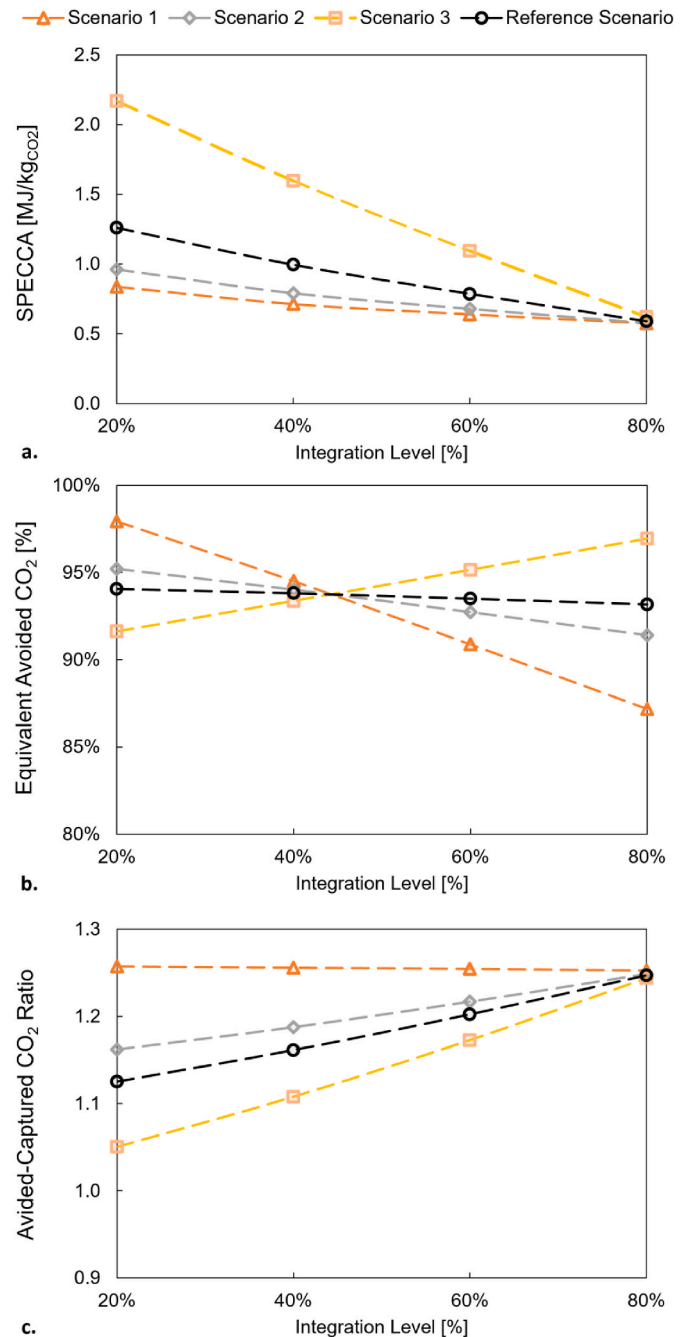 Scenario 1 Scenario 2 Scenario 3 Reference Scenario
SPECCA [MJ/kgCO2]
2.5
2.0
1.5
1.0
0.5
0.0
20% 40% 60% 80%
Integration Level [%]
a.
Equivalent Avoided CO2 [%]
100%
95%
90%
85%
80%
20% 40% 60% 80%
Integration Level [%]
b.
Avided-Captured CO2 Ratio
1.3
1.2
1.1
1.0
0.9
20% 40% 60% 80%
Integration Level [%]
c.